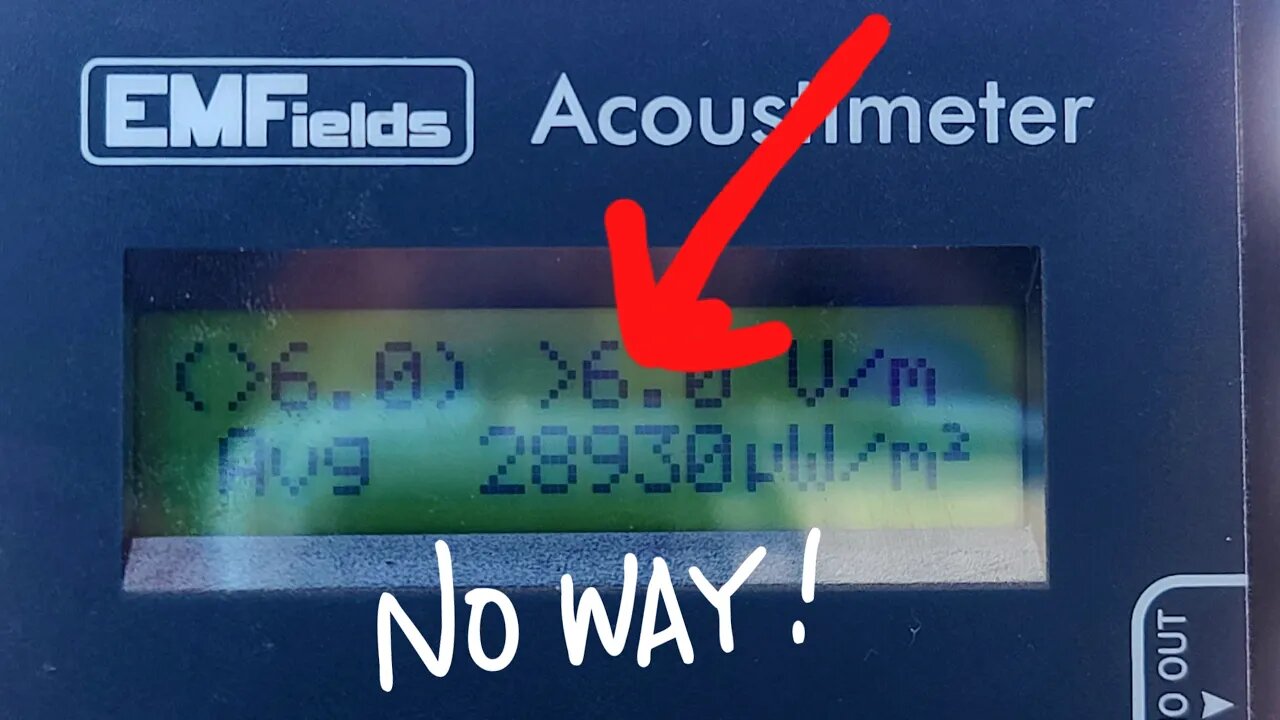 EMFields
Acoustimeter
(>6.0) >6.0 V/m
Avg 28930µW/m²
NO WAY!
O OUT